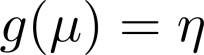 g(μ) = η